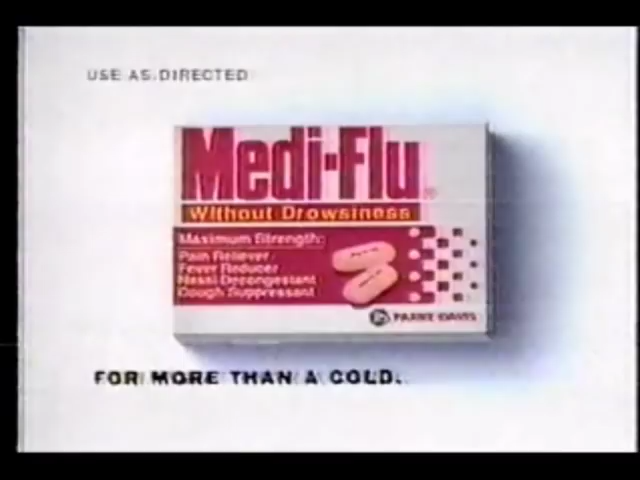 USE AS DIRECTED
Medi-Flu®
Without Drowsiness
Maximum Strength:
Pain Reliever
Fever Reducer
Nasal Decongestant
Cough Suppressant
PARKE-DAVIS
FOR MORE THAN A COLD.